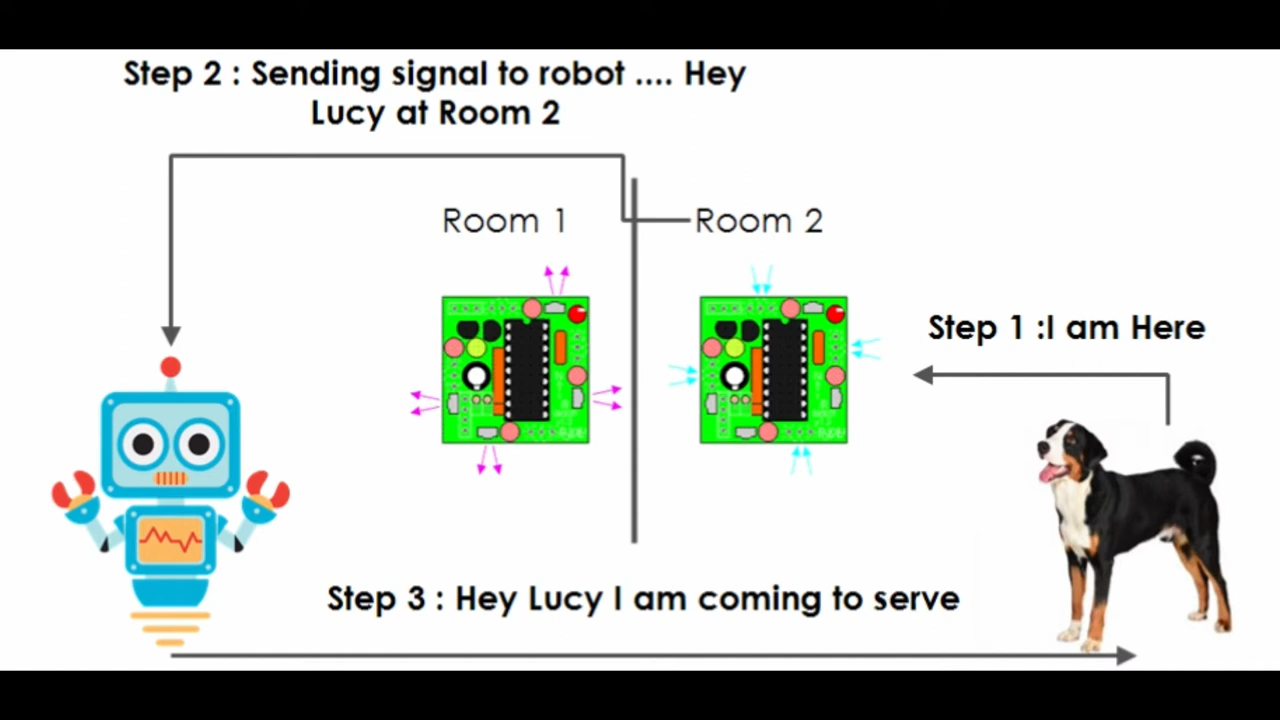 Step 2 : Sending signal to robot .... Hey
Lucy at Room 2
Room 1
Room 2
Step 1 :I am Here
Step 3 : Hey Lucy I am coming to serve